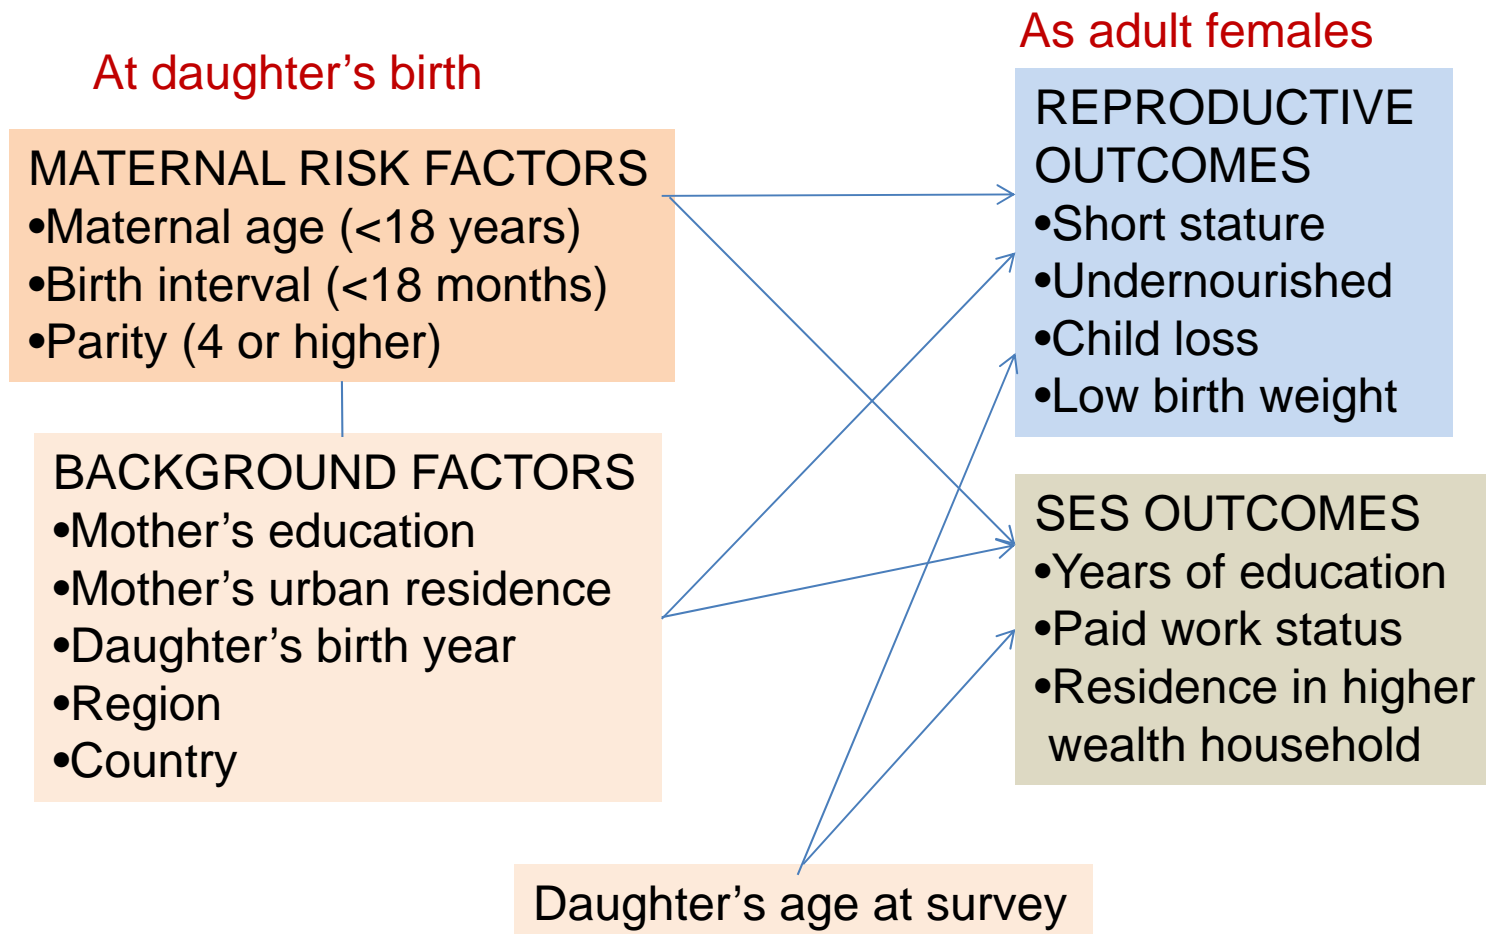 At daughter’s birth
MATERNAL RISK FACTORS
•Maternal age (<18 years)
•Birth interval (<18 months)
•Parity (4 or higher)
BACKGROUND FACTORS
•Mother’s education
•Mother’s urban residence
•Daughter’s birth year
•Region
•Country
As adult females
REPRODUCTIVE
OUTCOMES
•Short stature
•Undernourished
•Child loss
•Low birth weight
SES OUTCOMES
•Years of education
•Paid work status
•Residence in higher
wealth household
Daughter’s age at survey